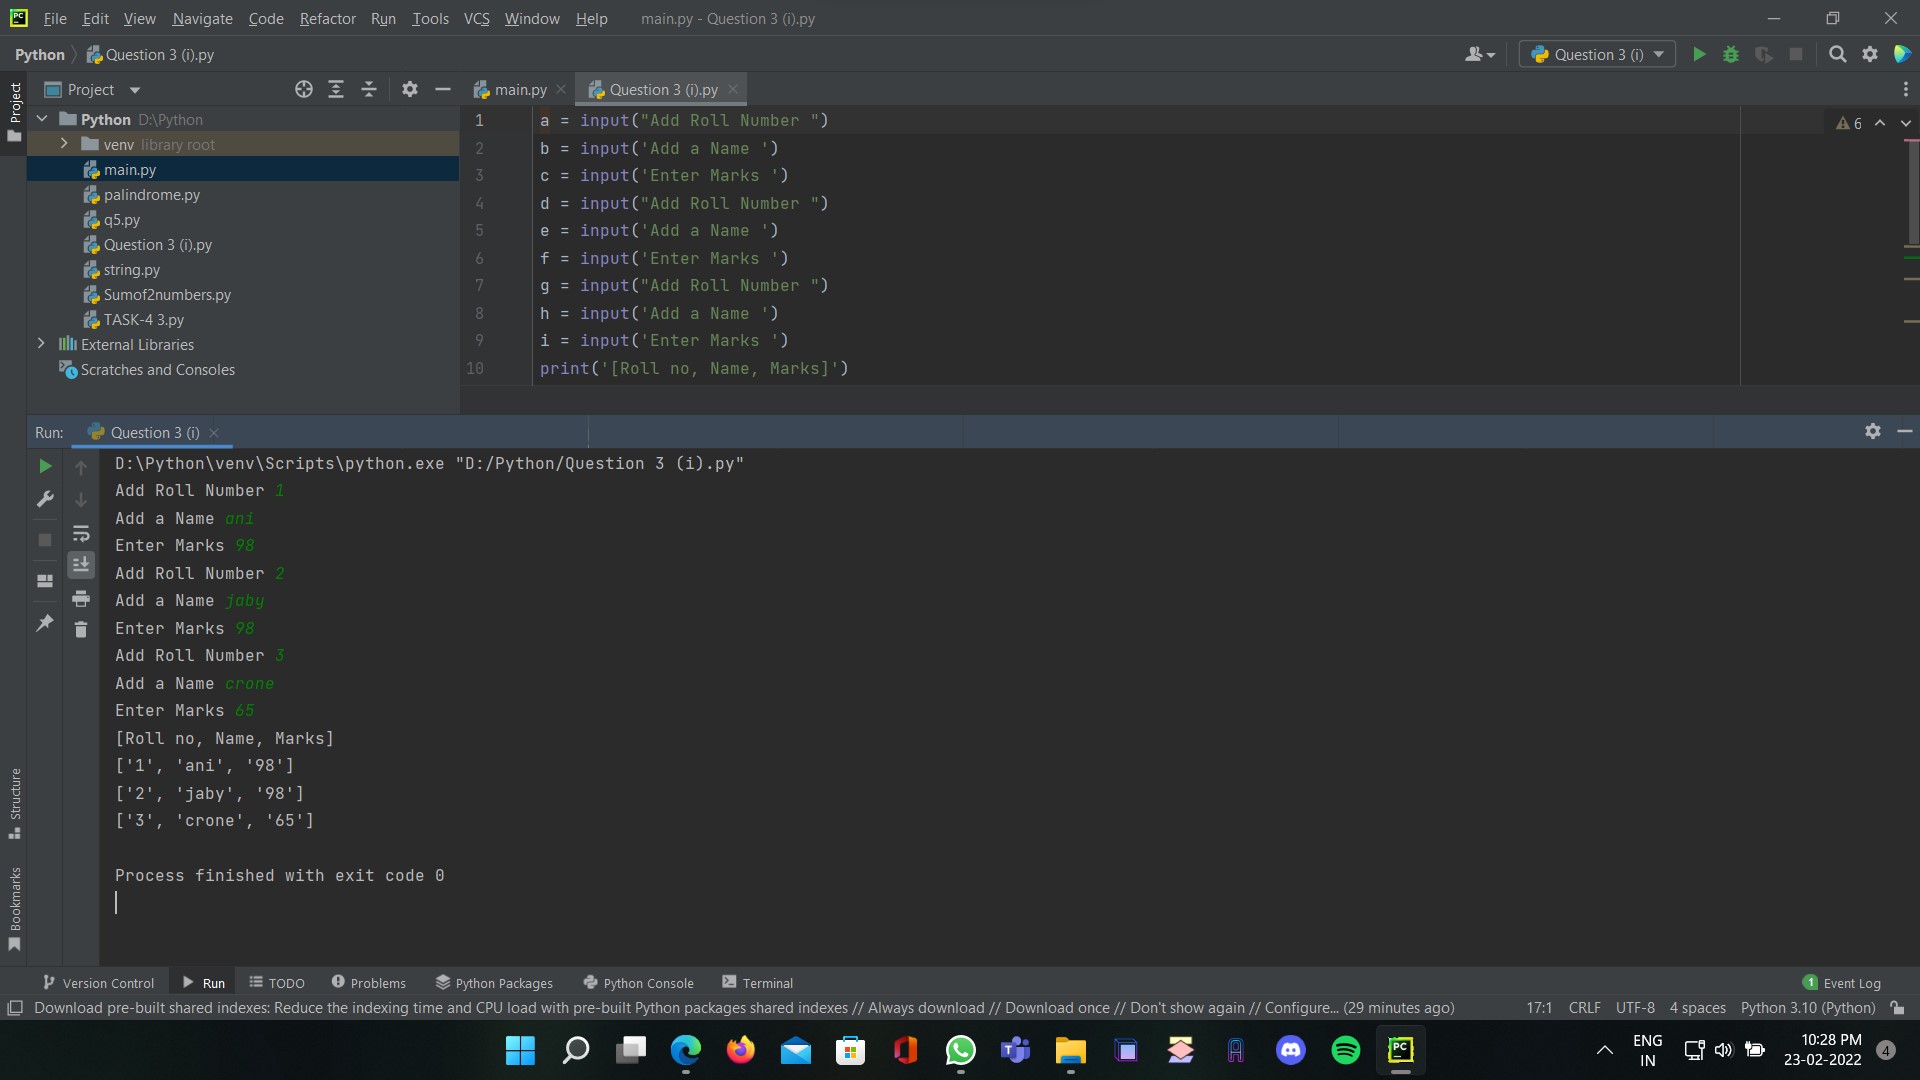 PC File Edit View Navigate Code Refactor Run Tools VCS Window Help main.py - Question 3 (i).py
Python Question 3 (i).py Question 3 (i)
Project Project main.py Question 3 (i).py
Python D:\Python
venv library root
main.py
palindrome.py
q5.py
Question 3 (i).py
string.py
Sumof2numbers.py
TASK-4 3.py
External Libraries
Scratches and Consoles
1 a = input("Add Roll Number ")
2 b = input('Add a Name ')
3 c = input('Enter Marks ')
4 d = input("Add Roll Number ")
5 e = input('Add a Name ')
6 f = input('Enter Marks ')
7 g = input("Add Roll Number ")
8 h = input('Add a Name ')
9 i = input('Enter Marks ')
10 print('[Roll no, Name, Marks]')
6
Run: Question 3 (i)
D:\Python\venv\Scripts\python.exe "D:/Python/Question 3 (i).py"
Add Roll Number 1
Add a Name ani
Enter Marks 98
Add Roll Number 2
Add a Name jaby
Enter Marks 98
Add Roll Number 3
Add a Name crone
Enter Marks 65
[Roll no, Name, Marks]
['1', 'ani', '98']
['2', 'jaby', '98']
['3', 'crone', '65']
Process finished with exit code 0
Structure
Bookmarks
Version Control Run TODO Problems Python Packages Python Console Terminal 1 Event Log
Download pre-built shared indexes: Reduce the indexing time and CPU load with pre-built Python packages shared indexes // Always download // Download once // Don't show again // Configure... (29 minutes ago) 17:1 CRLF UTF-8 4 spaces Python 3.10 (Python)
PC
ENG
IN
10:28 PM
23-02-2022
4